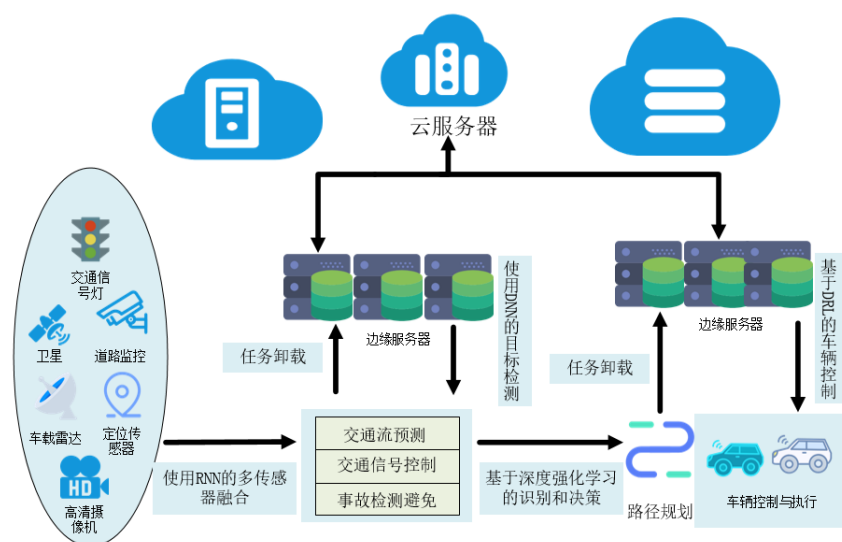 云服务器
交通信
号灯
卫星
道路监控
车载雷达
定位传
感器
HD
高清摄
像机
使用RNN的多传感
器融合
任务卸载
边缘服务器
使用DNN的目标检测
交通流预测
交通信号控制
事故检测避免
基于深度强化学习
的识别和决策
任务卸载
边缘服务器
基于DRL的车辆控制
路径规划
车辆控制与执行